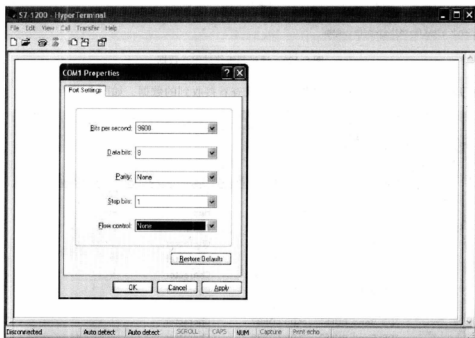 S7-1200 - HyperTerminal
File Edit View Call Transfer Help
COM1 Properties
Port Settings
Bits per second: 9600
Data bits: 8
Parity: None
Stop bits: 1
Flow control: None
Restore Defaults
OK Cancel Apply
Disconnected Auto detect Auto detect SCROLL CAPS NUM Capture Print echo